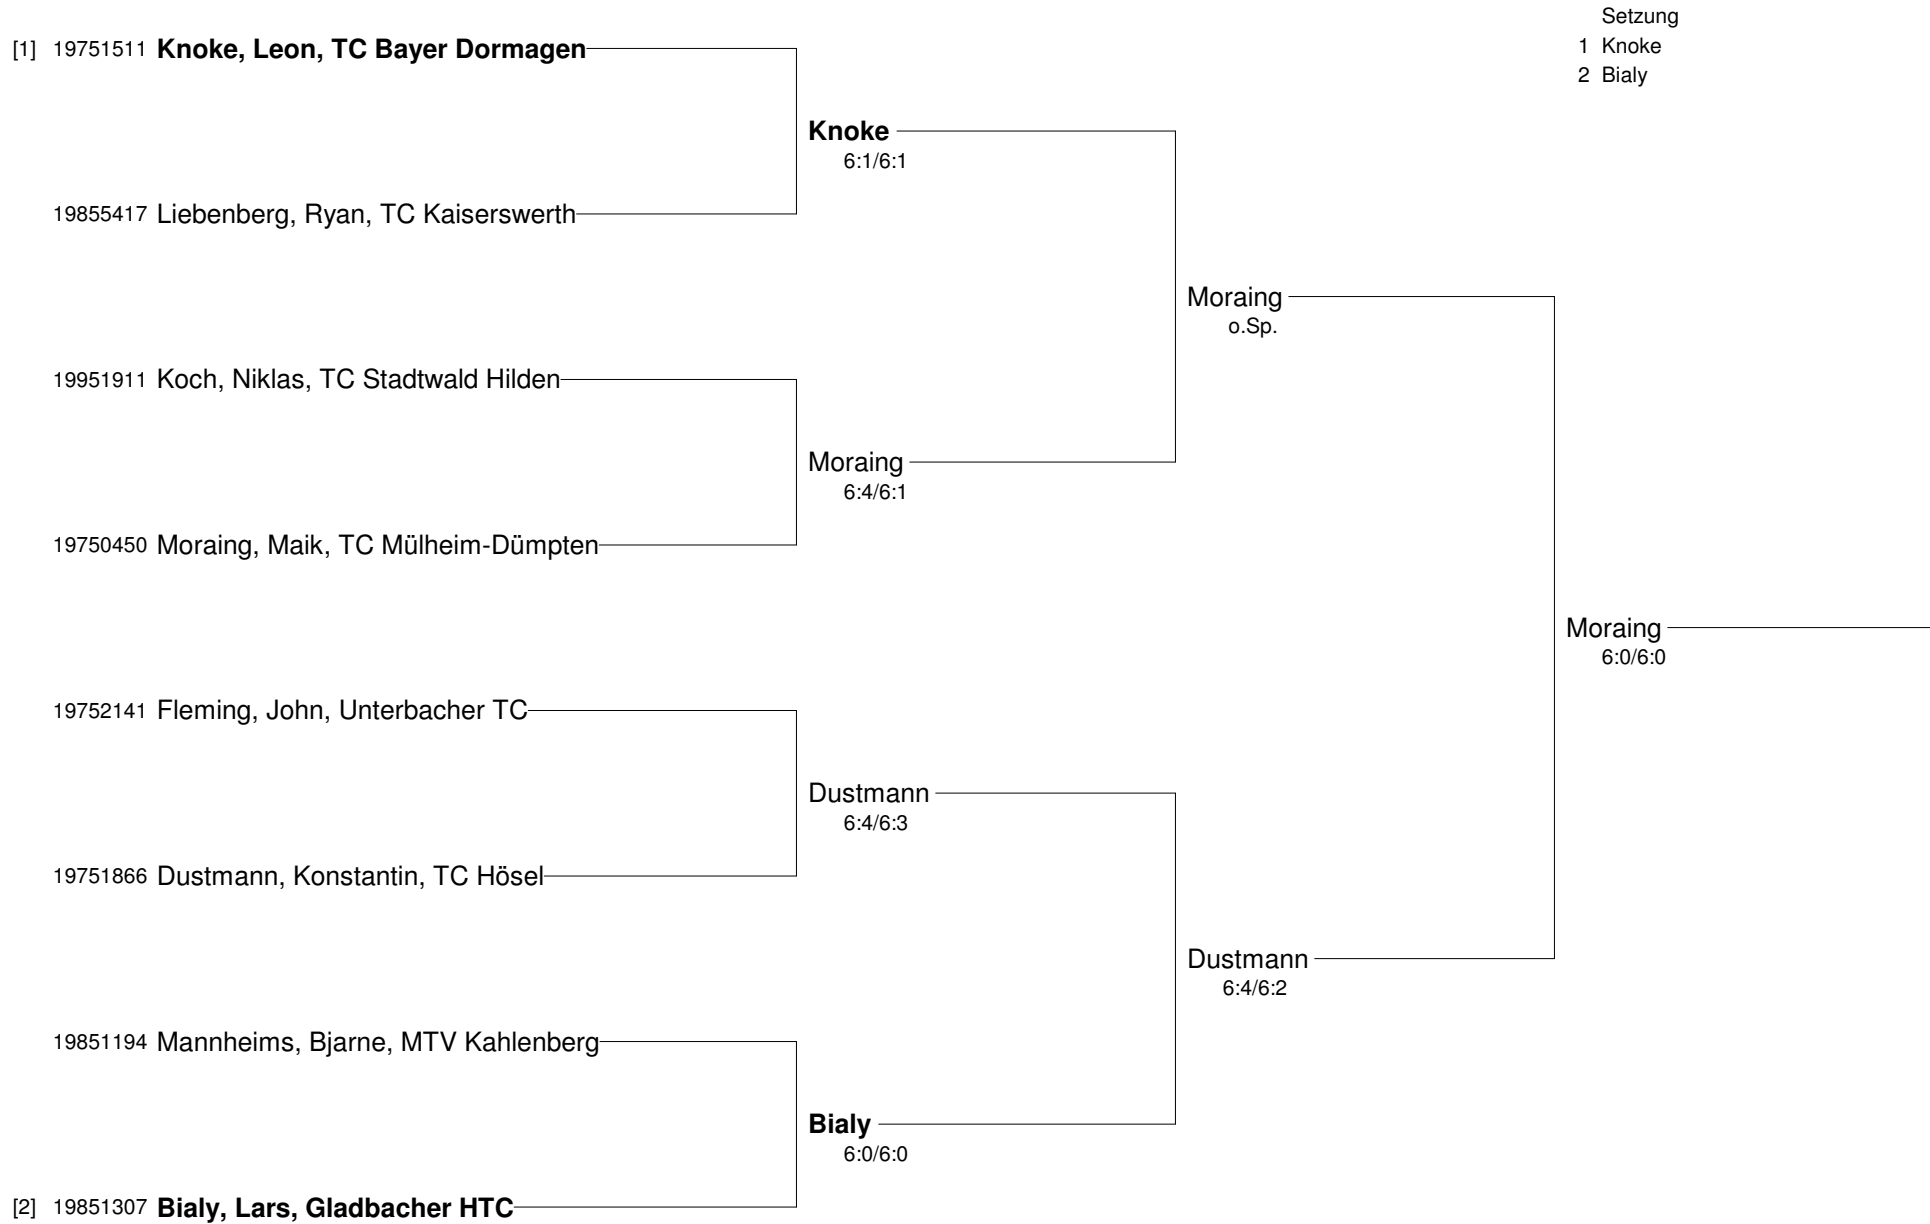 Setzung
1 Knoke
2 Bialy
[1] 19751511 Knoke, Leon, TC Bayer Dormagen
Knoke
6:1/6:1
19855417 Liebenberg, Ryan, TC Kaiserswerth
Moraing
o.Sp.
19951911 Koch, Niklas, TC Stadtwald Hilden
Moraing
6:4/6:1
19750450 Moraing, Maik, TC Mülheim-Dümpten
Moraing
6:0/6:0
19752141 Fleming, John, Unterbacher TC
Dustmann
6:4/6:3
19751866 Dustmann, Konstantin, TC Hösel
Dustmann
6:4/6:2
19851194 Mannheims, Bjarne, MTV Kahlenberg
Bialy
6:0/6:0
[2] 19851307 Bialy, Lars, Gladbacher HTC